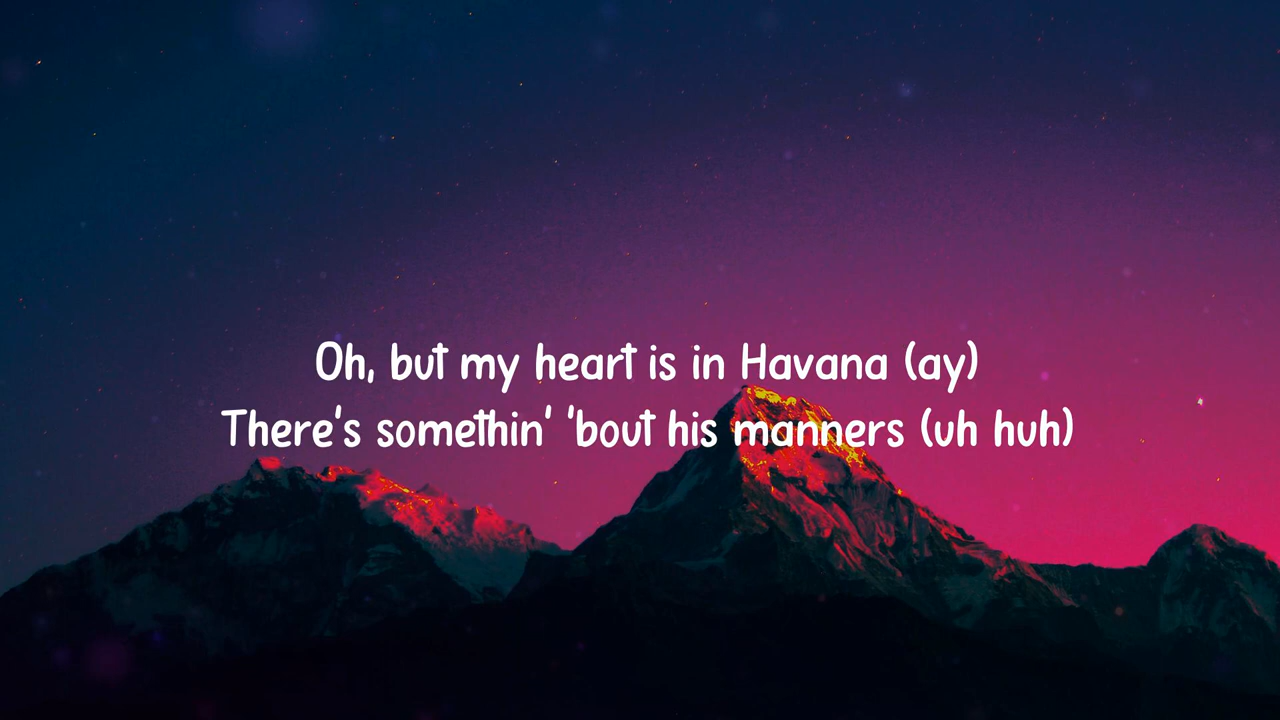 Oh, but my heart is in Havana (ay)
There's somethin' 'bout his manners (uh huh)